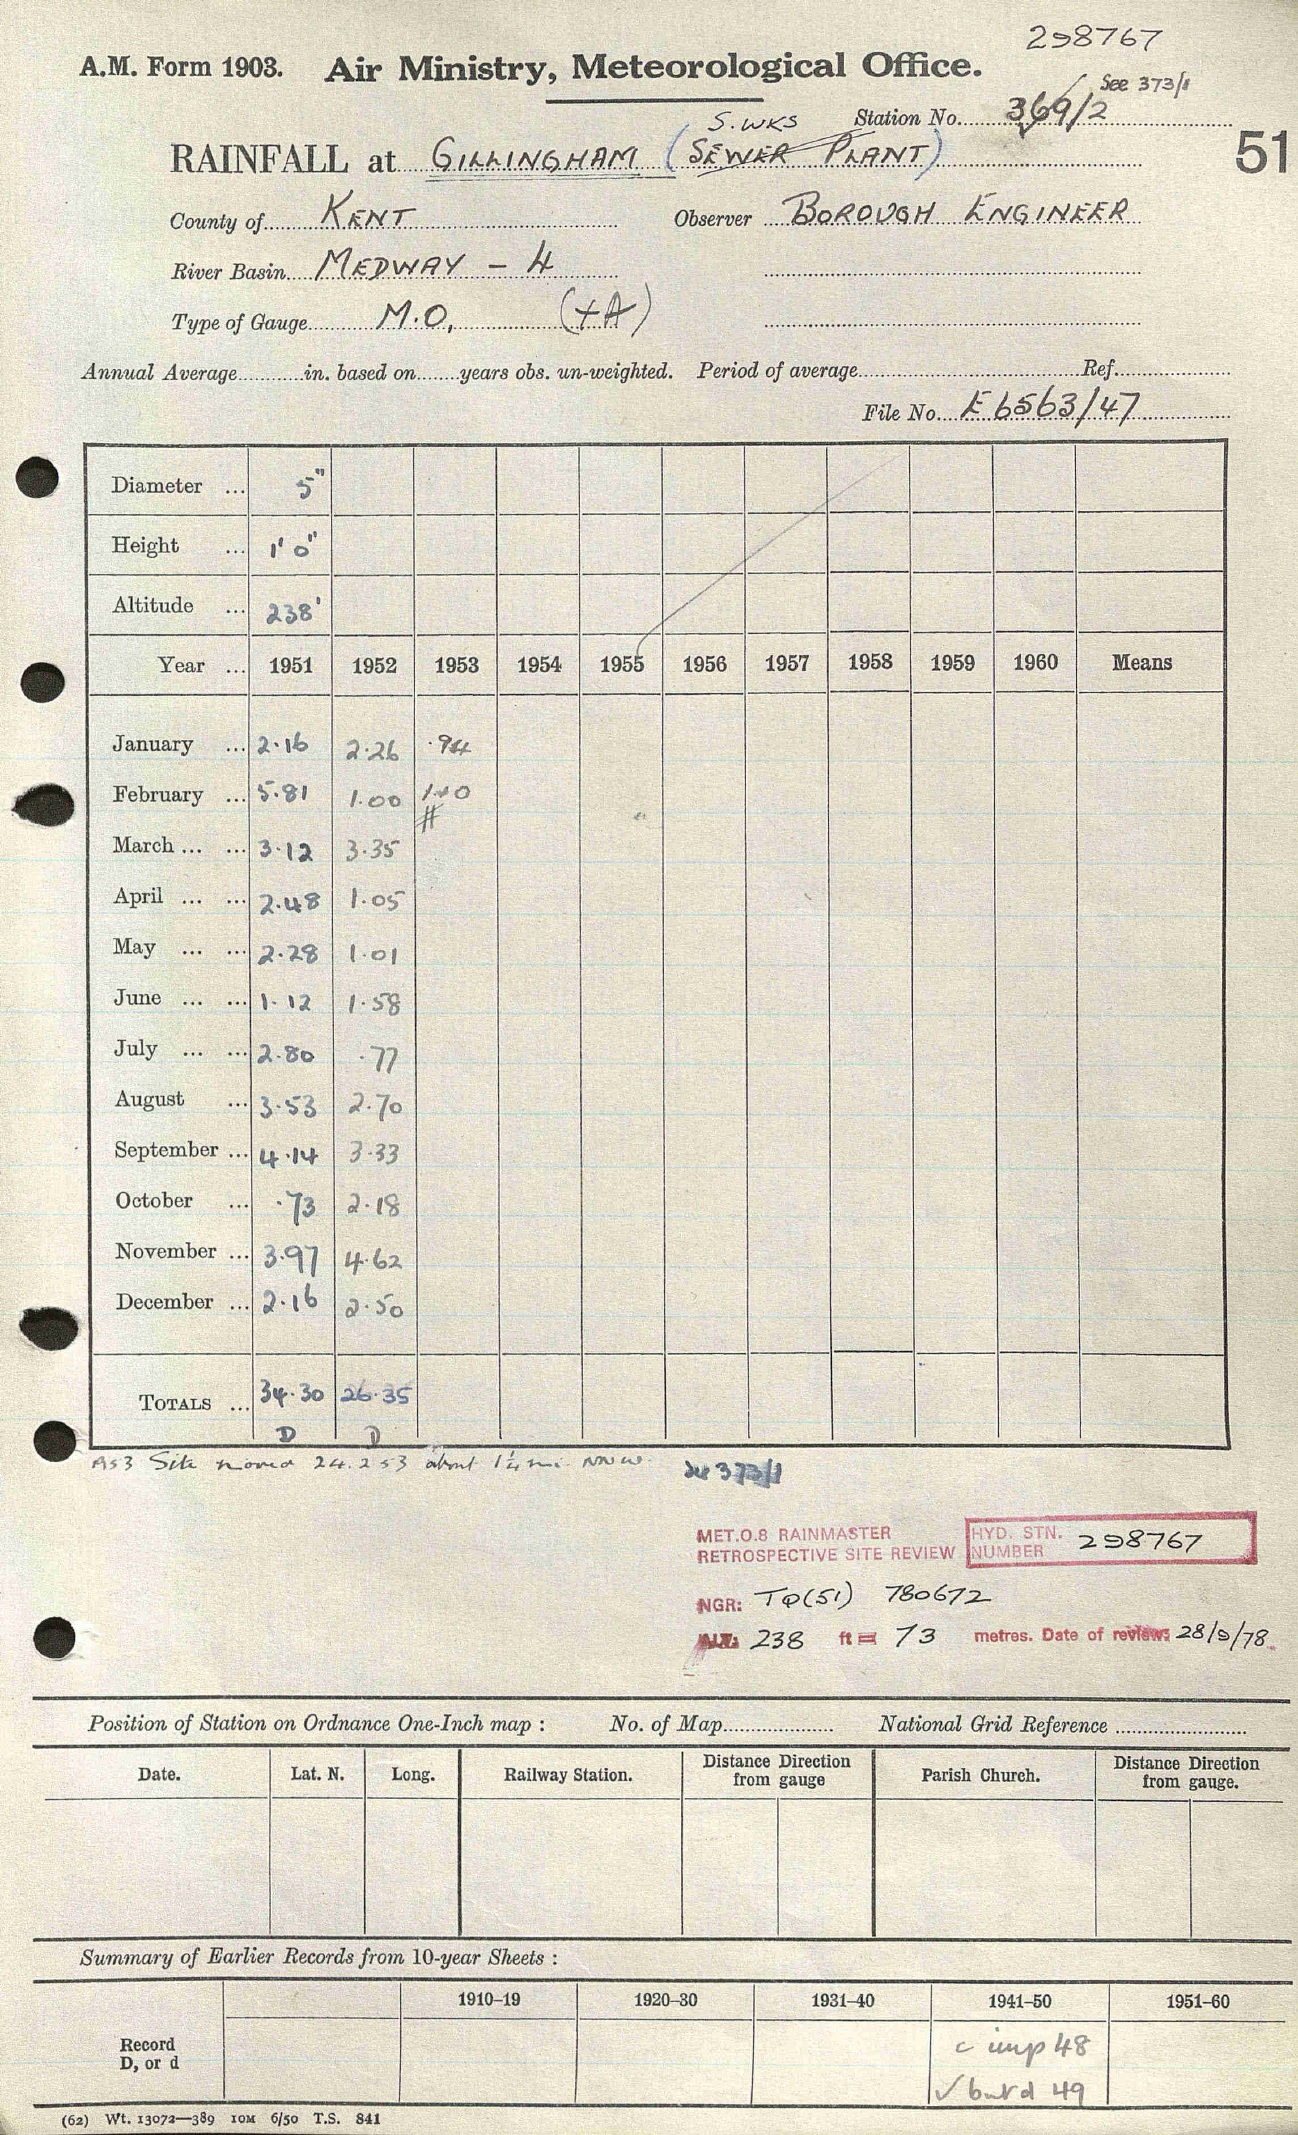 298767
A.M. Form 1903. Air Ministry, Meteorological Office.
See 373/1
Station No. 369/2
S.WKS
RAINFALL at GILLINGHAM (SEWER PLANT)
51
County of KENT Observer BOROUGH ENGINEER
River Basin MEDWAY - 4
Type of Gauge M.O. (+A)
Annual Average in. based on years obs. un-weighted. Period of average Ref.
File No. E6563/47
Diameter ... 5"
Height ... 1' 0"
Altitude ... 238'
Year ... 1951 1952 1953 1954 1955 1956 1957 1958 1959 1960 Means
January ... 2.16 2.26 .94
February ... 5.81 1.00 1.10
#
March ... ... 3.12 3.35
April ... ... 2.48 1.05
May ... ... 2.28 1.01
June ... ... 1.12 1.58
July ... ... 2.80 .77
August ... 3.53 2.70
September ... 4.14 3.33
October ... .73 2.18
November ... 3.97 4.62
December ... 2.16 2.50
TOTALS ... 34.30 26.35
D D
Site moved 24.2.53 about 1¼ mi. NNW. see 373/1
MET.O.8 RAINMASTER
RETROSPECTIVE SITE REVIEW
HYD. STN.
NUMBER 298767
NGR: TQ(51) 780672
ALT: 238 ft = 73 metres. Date of review: 28/9/78
Position of Station on Ordnance One-Inch map : No. of Map National Grid Reference
Date. Lat. N. Long. Railway Station. Distance Direction from gauge Parish Church. Distance Direction from gauge.
Summary of Earlier Records from 10-year Sheets :
1910–19 1920–30 1931–40 1941–50 1951–60
Record
D, or d
c imp 48
✓ but d 49
(62) Wt. 13072—389 10M 6/50 T.S. 841